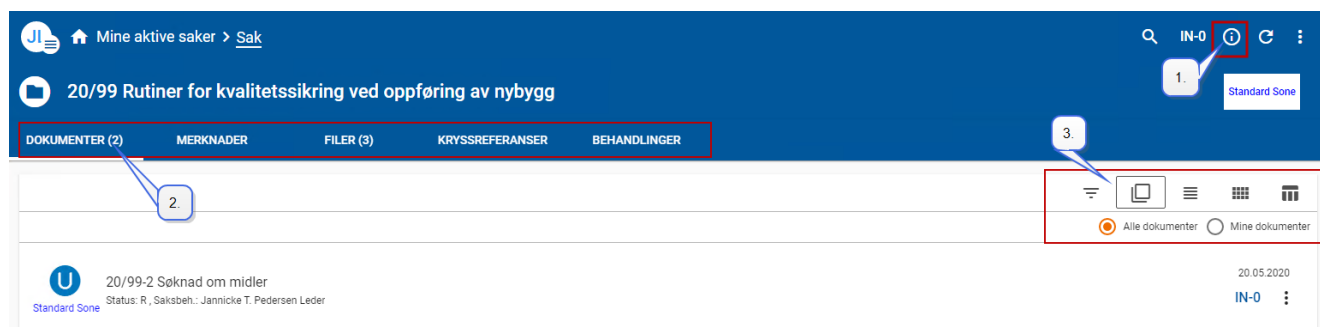 JL Mine aktive saker > Sak IN-0
1.
20/99 Rutiner for kvalitetssikring ved oppføring av nybygg Standard Sone
DOKUMENTER (2) MERKNADER FILER (3) KRYSSREFERANSER BEHANDLINGER
3.
2.
Alle dokumenter Mine dokumenter
U 20/99-2 Søknad om midler 20.05.2020
Standard Sone Status: R , Saksbeh.: Jannicke T. Pedersen Leder IN-0